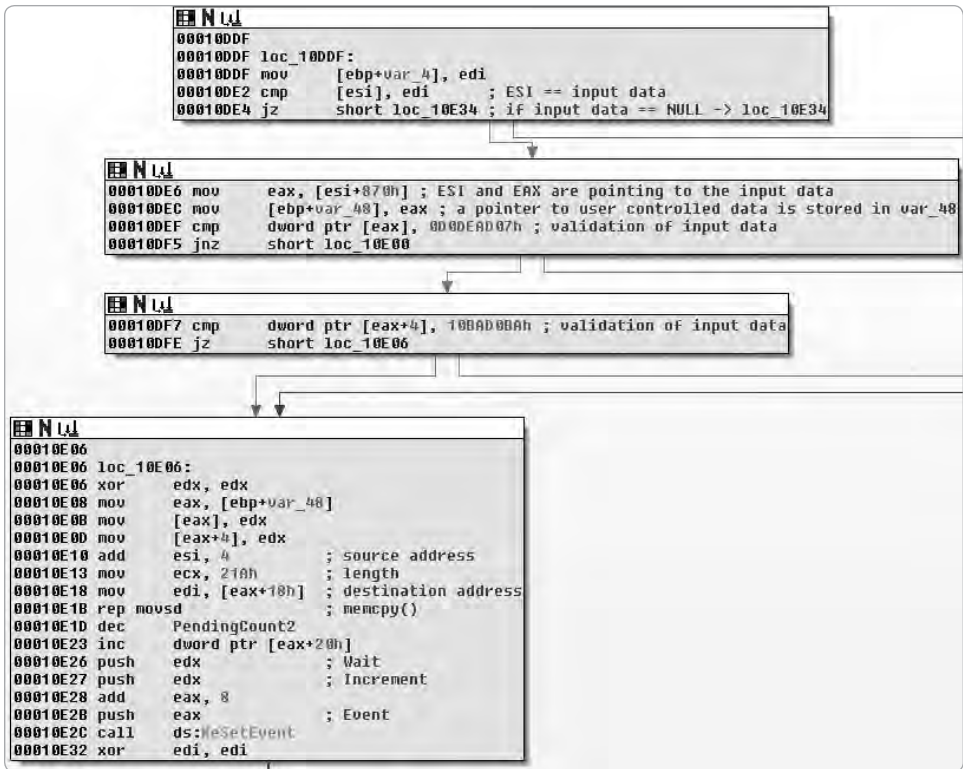 00010DDF
00010DDF loc_10DDF:
00010DDF mov [ebp+var_4], edi
00010DE2 cmp [esi], edi ; ESI == input data
00010DE4 jz short loc_10E34 ; if input data == NULL -> loc_10E34
00010DE6 mov eax, [esi+870h] ; ESI and EAX are pointing to the input data
00010DEC mov [ebp+var_48], eax ; a pointer to user controlled data is stored in var_48
00010DEF cmp dword ptr [eax], 0D0DEAD07h ; validation of input data
00010DF5 jnz short loc_10E00
00010DF7 cmp dword ptr [eax+4], 10BAD0BAh ; validation of input data
00010DFE jz short loc_10E06
00010E06
00010E06 loc_10E06:
00010E06 xor edx, edx
00010E08 mov eax, [ebp+var_48]
00010E0B mov [eax], edx
00010E0D mov [eax+4], edx
00010E10 add esi, 4 ; source address
00010E13 mov ecx, 21Ah ; length
00010E18 mov edi, [eax+18h] ; destination address
00010E1B rep movsd ; memcpy()
00010E1D dec PendingCount2
00010E23 inc dword ptr [eax+20h]
00010E26 push edx ; Wait
00010E27 push edx ; Increment
00010E28 add eax, 8
00010E2B push eax ; Event
00010E2C call ds:KeSetEvent
00010E32 xor edi, edi